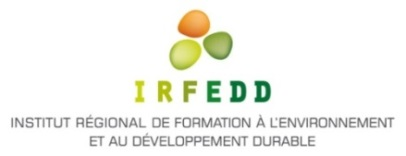 IRFEDD
INSTITUT RÉGIONAL DE FORMATION À L'ENVIRONNEMENT
ET AU DÉVELOPPEMENT DURABLE